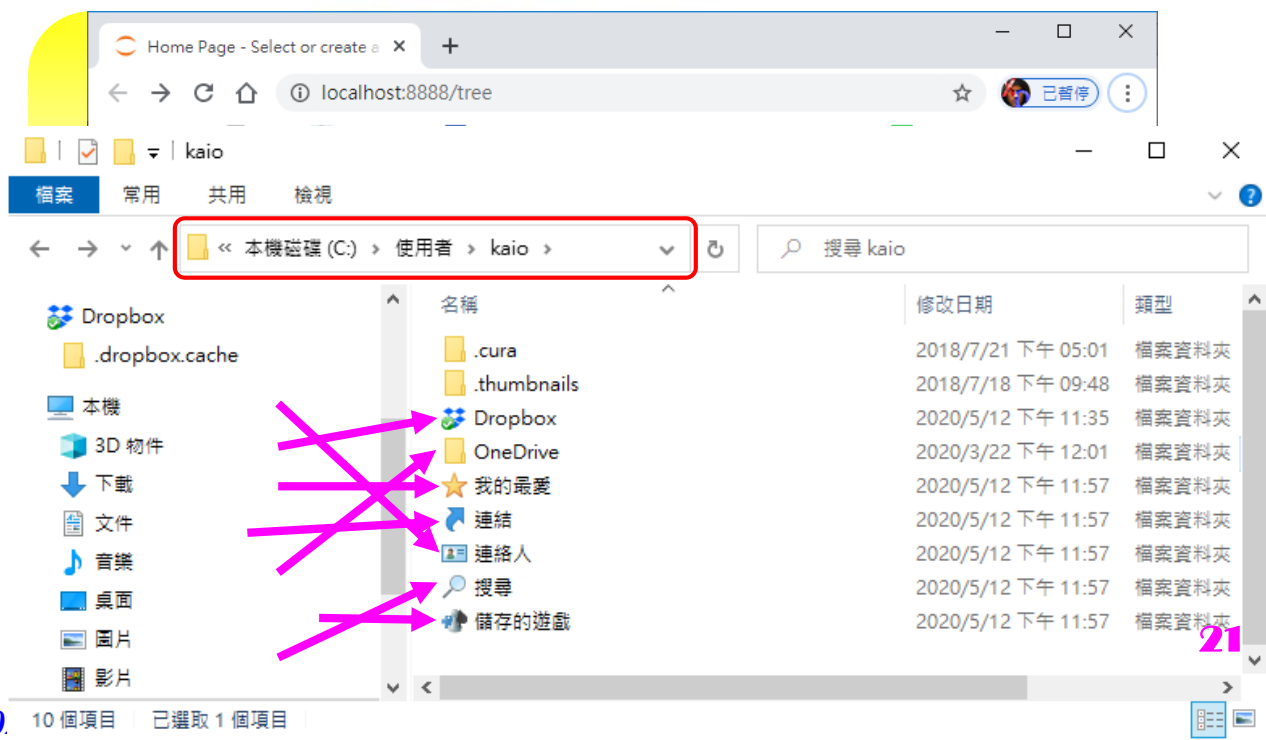 Home Page - Select or create a
localhost:8888/tree
已暫停
kaio
檔案 常用 共用 檢視
« 本機磁碟 (C:) › 使用者 › kaio ›
搜尋 kaio
名稱 修改日期 類型
Dropbox
.dropbox.cache
本機
3D 物件
下載
文件
音樂
桌面
圖片
影片
.cura 2018/7/21 下午 05:01 檔案資料夾
.thumbnails 2018/7/18 下午 09:48 檔案資料夾
Dropbox 2020/5/12 下午 11:35 檔案資料夾
OneDrive 2020/3/22 下午 12:01 檔案資料夾
我的最愛 2020/5/12 下午 11:57 檔案資料夾
連結 2020/5/12 下午 11:57 檔案資料夾
連絡人 2020/5/12 下午 11:57 檔案資料夾
搜尋 2020/5/12 下午 11:57 檔案資料夾
儲存的遊戲 2020/5/12 下午 11:57 檔案資料夾
21
10 個項目 已選取 1 個項目